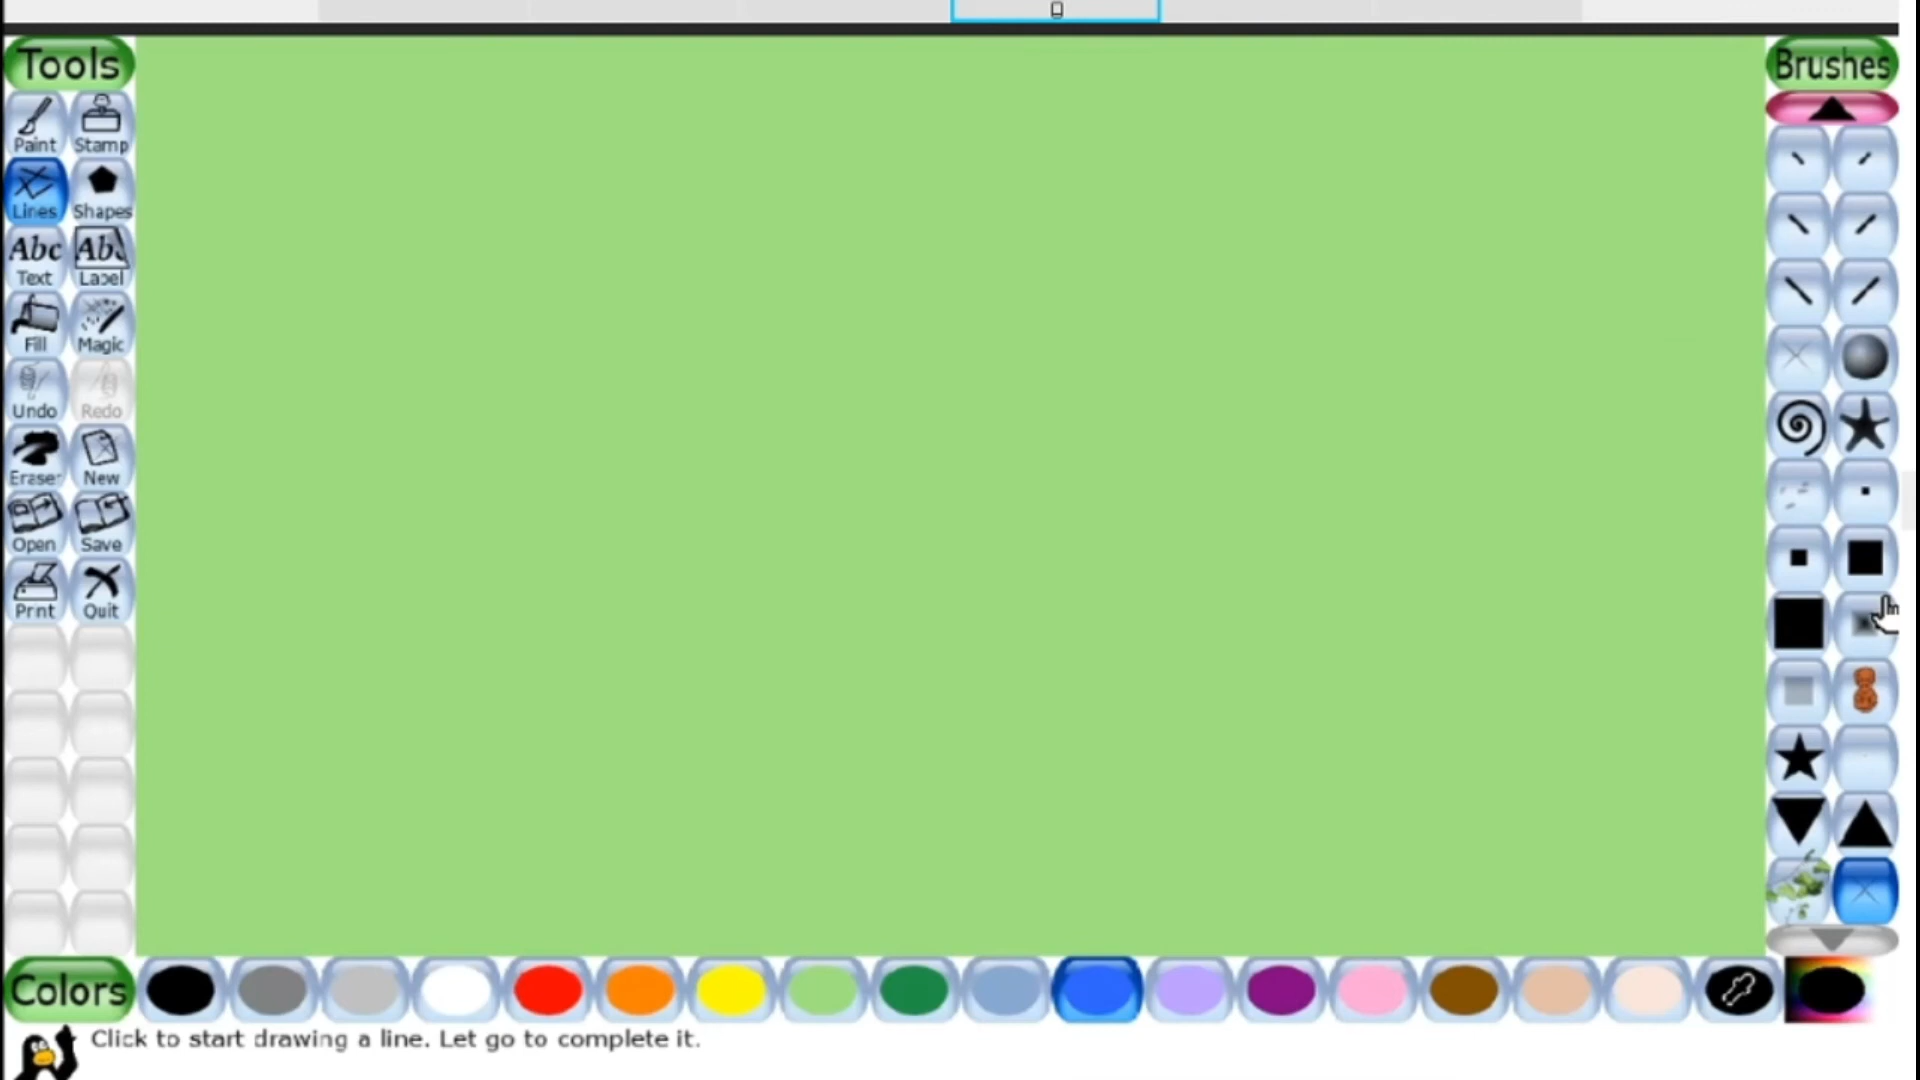 Tools
Brushes
Paint
Stamp
Lines
Shapes
Abc
Abc
Text
Label
Fill
Magic
Undo
Redo
Eraser
New
Open
Save
Print
Quit
Colors
Click to start drawing a line. Let go to complete it.